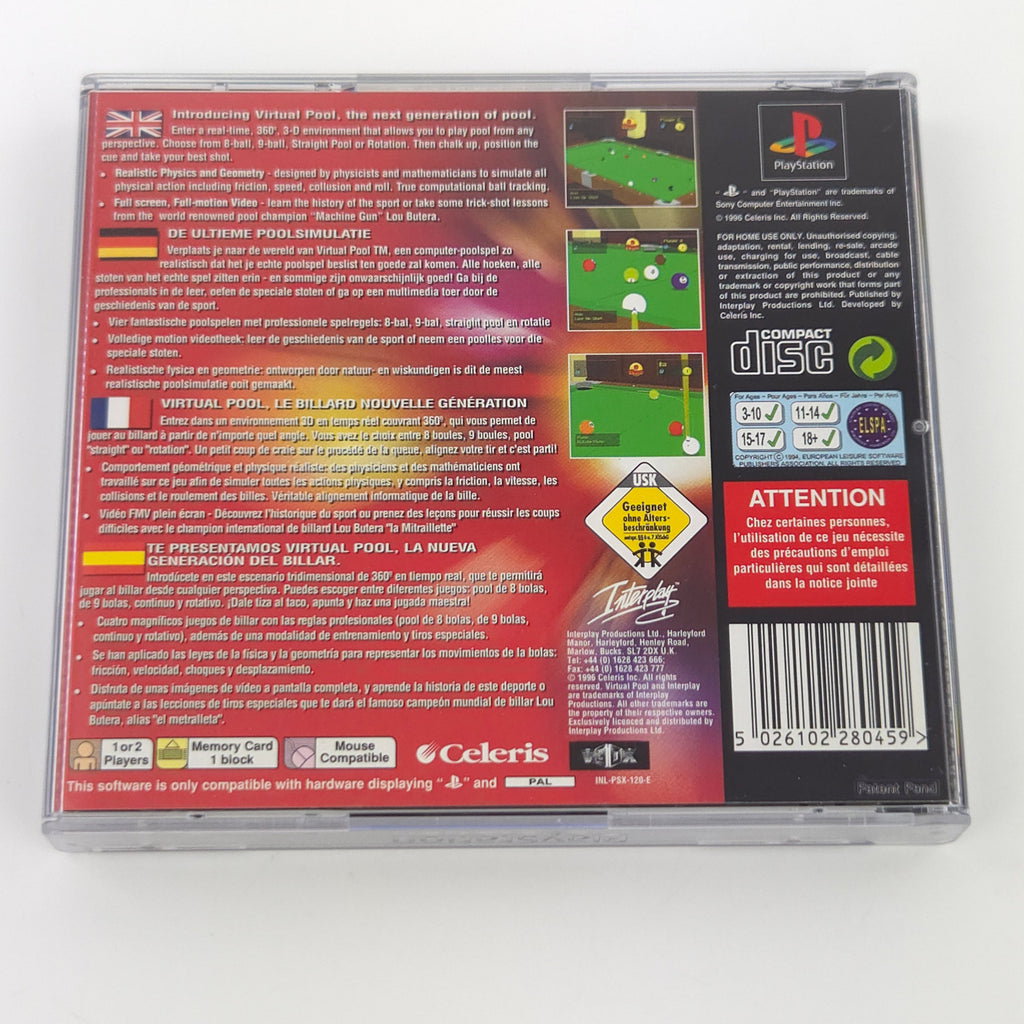 Introducing Virtual Pool, the next generation of pool.
Enter a real-time, 360°, 3-D environment that allows you to play pool from any
perspective. Choose from 8-ball, 9-ball, Straight Pool or Rotation. Then chalk up, position the
cue and take your best shot.
• Realistic Physics and Geometry - designed by physicists and mathematicians to simulate all
physical action including friction, speed, collusion and roll. True computational ball tracking.
• Full screen, Full-motion Video - learn the history of the sport or take some trick-shot lessons
from the world renowned pool champion "Machine Gun" Lou Butera.
DE ULTIEME POOLSIMULATIE
Verplaats je naar de wereld van Virtual Pool TM, een computer-poolspel zo
realistisch dat het je echte poolspel beslist ten goede zal komen. Alle hoeken, alle
stoten van het echte spel zitten erin - en sommige zijn onwaarschijnlijk goed! Ga bij de
professionals in de leer, oefen de speciale stoten of ga op een multimedia toer door de
geschiedenis van de sport.
• Vier fantastische poolspelen met professionele spelregels: 8-bal, 9-bal, straight pool en rotatie
• Volledige motion videotheek: leer de geschiedenis van de sport of neem een poolles voor die
speciale stoten.
• Realistische fysica en geometrie: ontworpen door natuur- en wiskundigen is dit de meest
realistische poolsimulatie ooit gemaakt.
VIRTUAL POOL, LE BILLARD NOUVELLE GÉNÉRATION
Entrez dans un environnement 3D en temps réel couvrant 360°, qui vous permet de
jouer au billard à partir de n'importe quel angle. Vous avez le choix entre 8 boules, 9 boules, pool
"straight" ou "rotation". Un petit coup de craie sur le procédé de la queue, alignez votre tir et c'est parti!
• Comportement géométrique et physique réaliste: des physiciens et des mathématiciens ont
travaillé sur ce jeu afin de simuler toutes les actions physiques, y compris la friction, la vitesse, les
collisions et le roulement des billes. Véritable alignement informatique de la bille.
• Vidéo FMV plein écran - Découvrez l'historique du sport ou prenez des leçons pour réussir les coups
difficiles avec le champion international de billard Lou Butera "la Mitraillette"
TE PRESENTAMOS VIRTUAL POOL, LA NUEVA
GENERACIÓN DEL BILLAR.
Introdúcete en este escenario tridimensional de 360° en tiempo real, que te permitirá
jugar al billar desde cualquier perspectiva. Puedes escoger entre diferentes juegos: pool de 8 bolas,
de 9 bolas, continuo y rotativo. ¡Dale tiza al taco, apunta y haz una jugada maestra!
• Cuatro magníficos juegos de billar con las reglas profesionales (pool de 8 bolas, de 9 bolas,
continuo y rotativo), además de una modalidad de entrenamiento y tiros especiales.
• Se han aplicado las leyes de la física y la geometría para representar los movimientos de la bolas:
fricción, velocidad, choques y desplazamiento.
• Disfruta de unas imágenes de vídeo a pantalla completa, y aprende la historia de este deporte o
apúntate a las lecciones de tiros especiales que te dará el famoso campeón mundial de billar Lou
Butera, alias "el metralleta".
1 or 2
Players
Memory Card
1 block
Mouse
Compatible
Celeris
This software is only compatible with hardware displaying " " and PAL
USK
Geeignet
ohne Alters-
beschränkung
Interplay™
Interplay Productions Ltd., Harleyford
Manor, Harleyford, Henley Road,
Marlow, Bucks. SL7 2DX U.K.
Tel: +44 (0) 1628 423 666;
Fax: +44 (0) 1628 423 777
© 1996 Celeris Inc. All rights
reserved. Virtual Pool and Interplay
are trademarks of Interplay
Productions. All other trademarks are
the property of their respective owners.
Exclusively licenced and distributed by
Interplay Productions Ltd.
INL-PSX-120-E
PlayStation
" " and "PlayStation" are trademarks of
Sony Computer Entertainment Inc.
© 1996 Celeris Inc. All Rights Reserved.
FOR HOME USE ONLY. Unauthorised copying,
adaptation, rental, lending, re-sale, arcade
use, charging for use, broadcast, cable
transmission, public performance, distribution
or extraction of this product or any
trademark or copyright work that forms part
of this product are prohibited. Published by
Interplay Productions Ltd. Developed by
Celeris Inc.
COMPACT
disc
For Ages - Pour Ages - Para Años - Für Jahre - Per Anni
3-10 ✓ 11-14 ✓
15-17 ✓ 18+ ✓
ELSPA
COPYRIGHT © 1994, EUROPEAN LEISURE SOFTWARE
PUBLISHERS ASSOCIATION. ALL RIGHTS RESERVED
ATTENTION
Chez certaines personnes,
l'utilisation de ce jeu nécessite
des précautions d'emploi
particulières qui sont détaillées
dans la notice jointe
5 026102 280459 >
Patent Pend
PlayStation